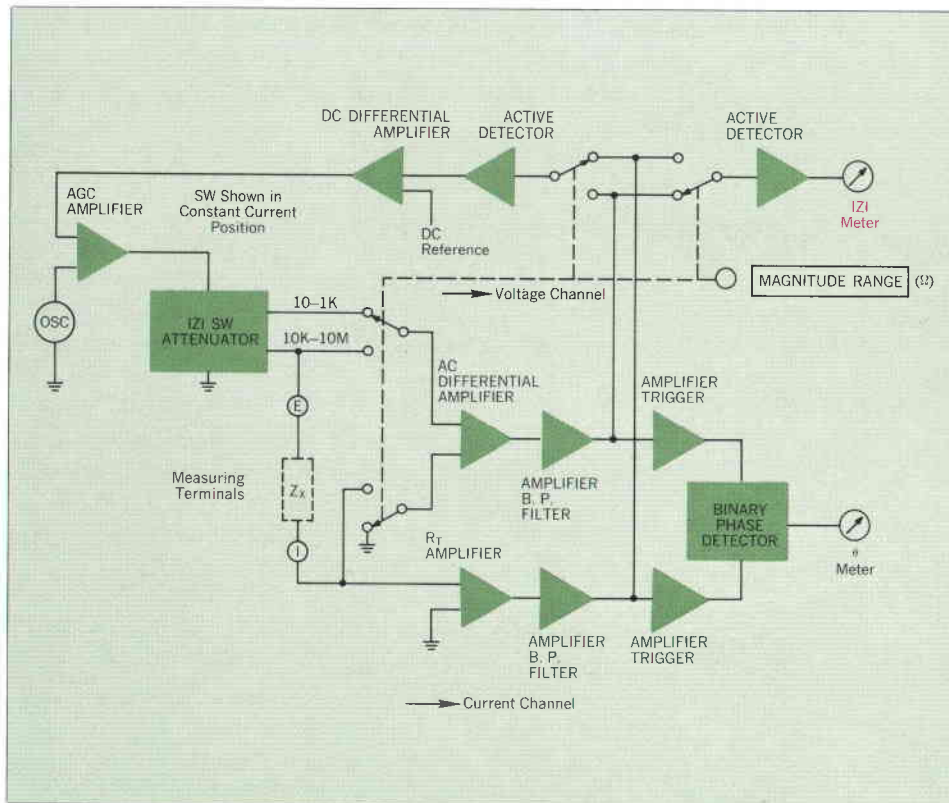 DC DIFFERENTIAL
AMPLIFIER
ACTIVE
DETECTOR
ACTIVE
DETECTOR
AGC
AMPLIFIER
SW Shown in
Constant Current
Position
DC
Reference
IZI
Meter
MAGNITUDE RANGE (Ω)
Voltage Channel
OSC
IZI SW
ATTENUATOR
10–1K
10K–10M
AC
DIFFERENTIAL
AMPLIFIER
AMPLIFIER
TRIGGER
E
Measuring
Terminals
Zx
I
AMPLIFIER
B. P.
FILTER
BINARY
PHASE
DETECTOR
θ
Meter
RT
AMPLIFIER
AMPLIFIER
B. P.
FILTER
AMPLIFIER
TRIGGER
Current Channel